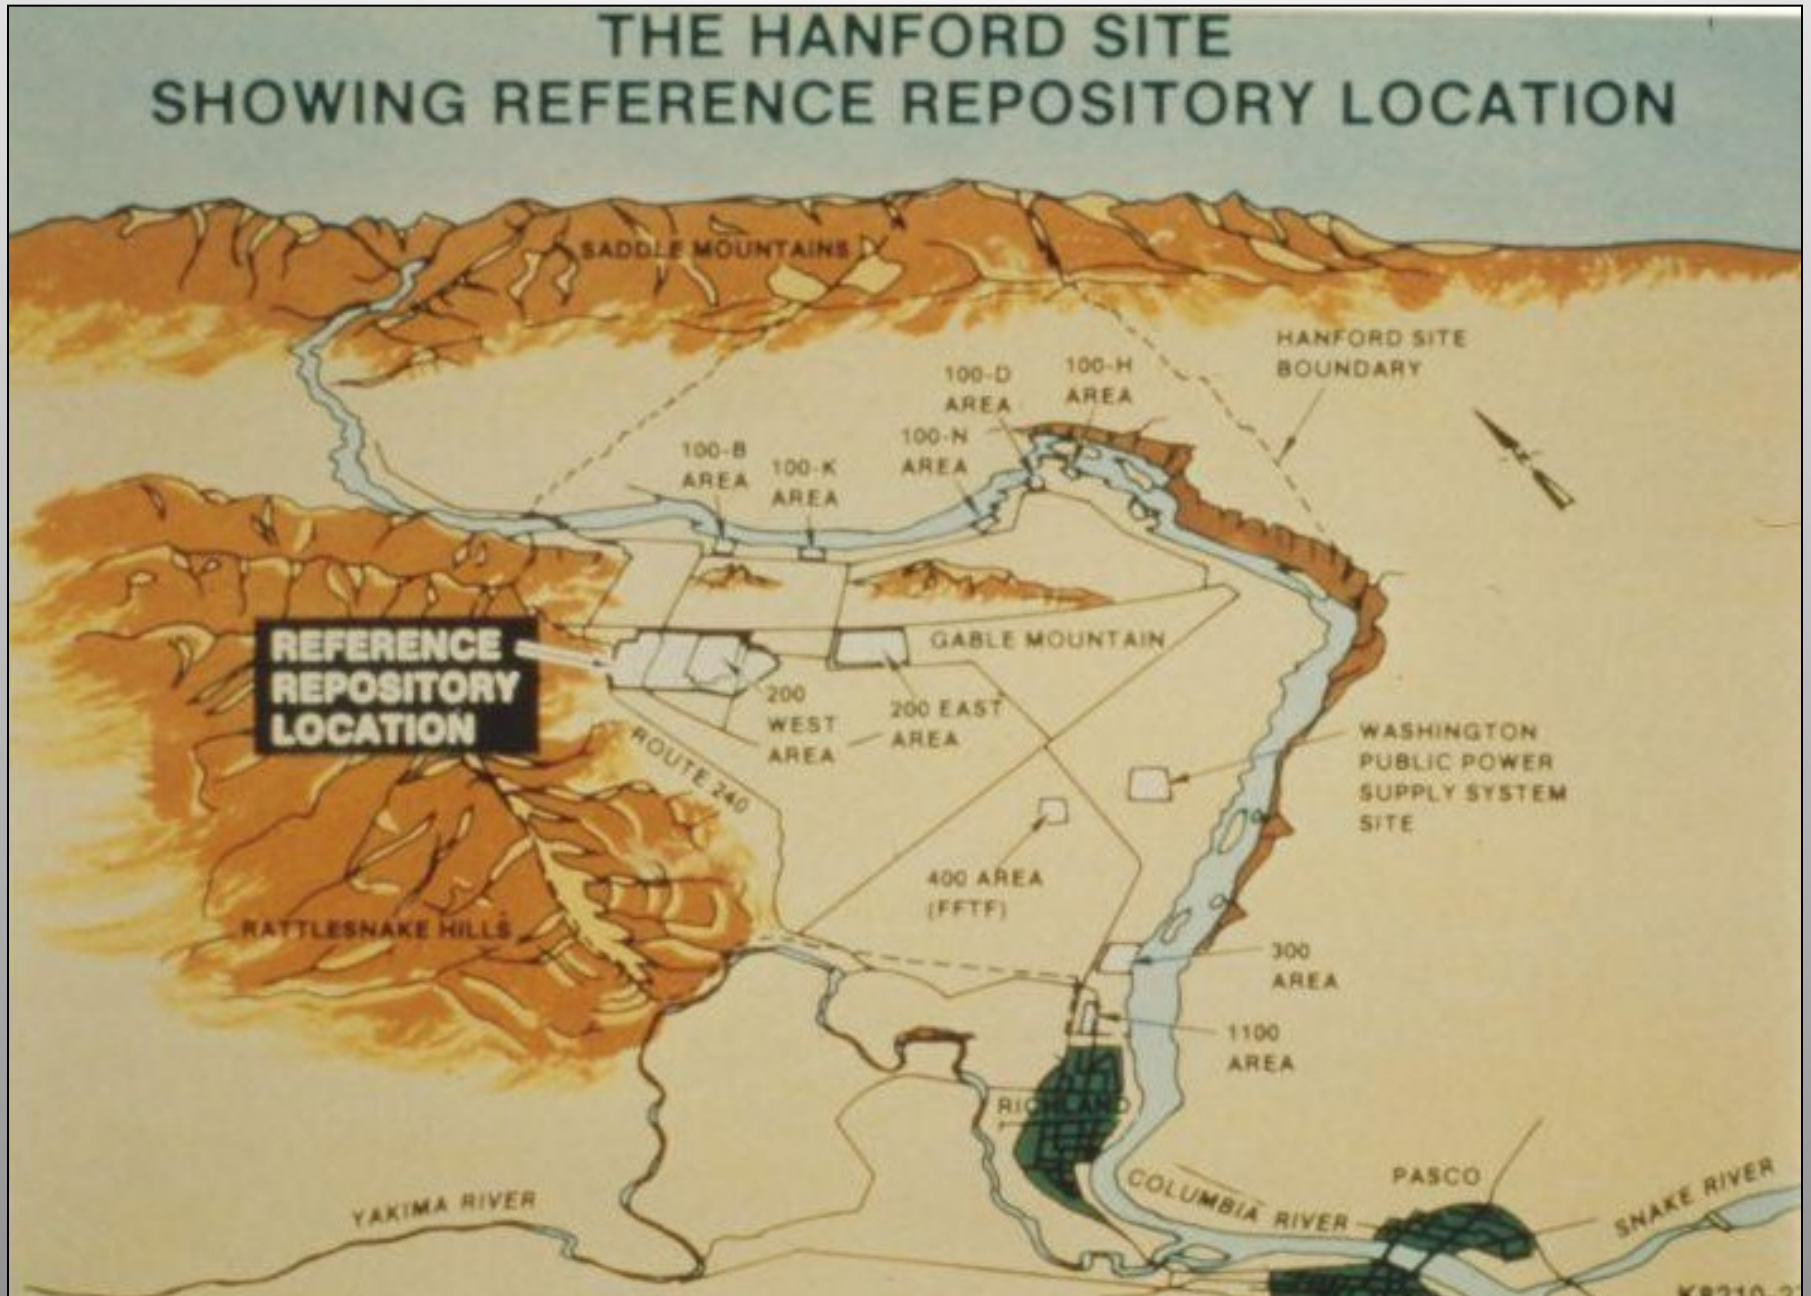 THE HANFORD SITE
SHOWING REFERENCE REPOSITORY LOCATION
SADDLE MOUNTAINS
HANFORD SITE
BOUNDARY
100-D
AREA
100-H
AREA
100-N
AREA
100-B
AREA
100-K
AREA
REFERENCE
REPOSITORY
LOCATION
GABLE MOUNTAIN
200
WEST
AREA
200 EAST
AREA
ROUTE 240
WASHINGTON
PUBLIC POWER
SUPPLY SYSTEM
SITE
400 AREA
(FFTF)
RATTLESNAKE HILLS
300
AREA
1100
AREA
RICHLAND
YAKIMA RIVER
COLUMBIA RIVER
PASCO
SNAKE RIVER